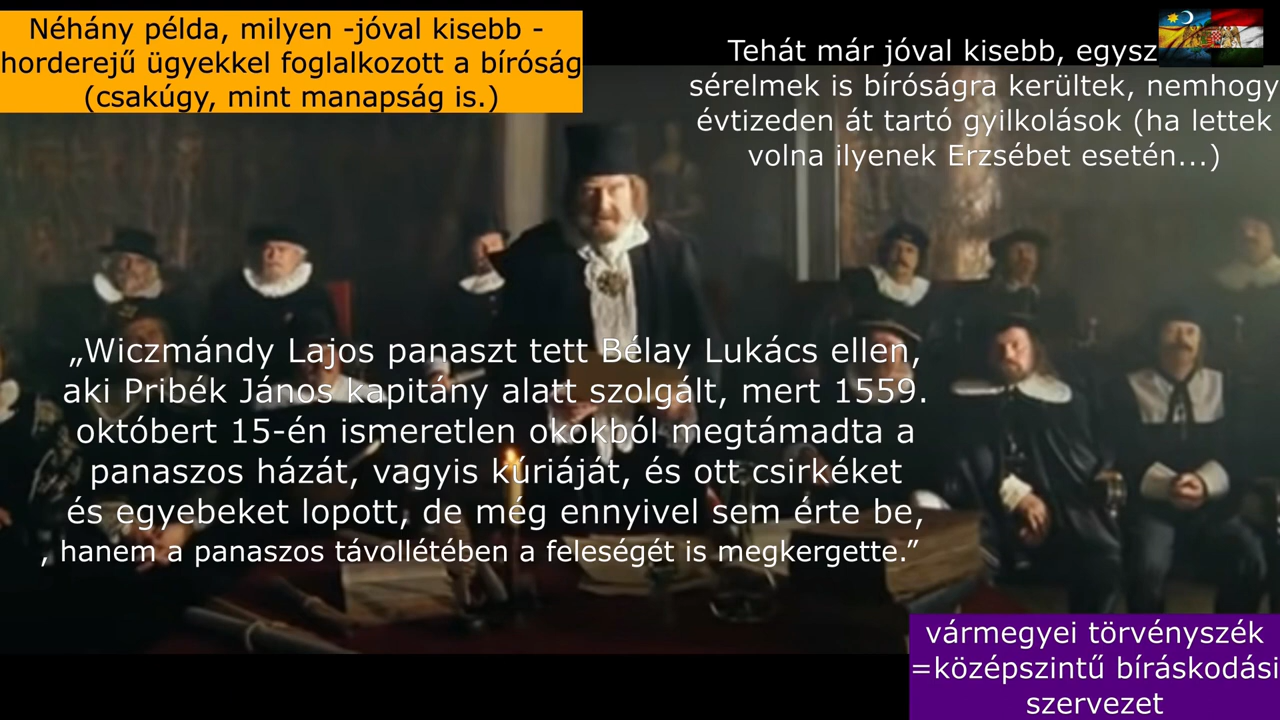 Néhány példa, milyen -jóval kisebb -
horderejű ügyekkel foglalkozott a bíróság
(csakúgy, mint manapság is.)
Tehát már jóval kisebb,
sérelmek is bíróságra kerültek, nemhogy
évtizeden át tartó gyilkolások (ha lettek
volna ilyenek Erzsébet esetén...)
„Wiczmándy Lajos panaszt tett Bélay Lukács ellen,
aki Pribék János kapitány alatt szolgált, mert 1559.
októbert 15-én ismeretlen okokból megtámadta a
panaszos házát, vagyis kúriáját, és ott csirkéket
és egyebeket lopott, de még ennyivel sem érte be,
, hanem a panaszos távollétében a feleségét is megkergette.”
vármegyei törvényszék
=középszintű bíráskodási
szervezet